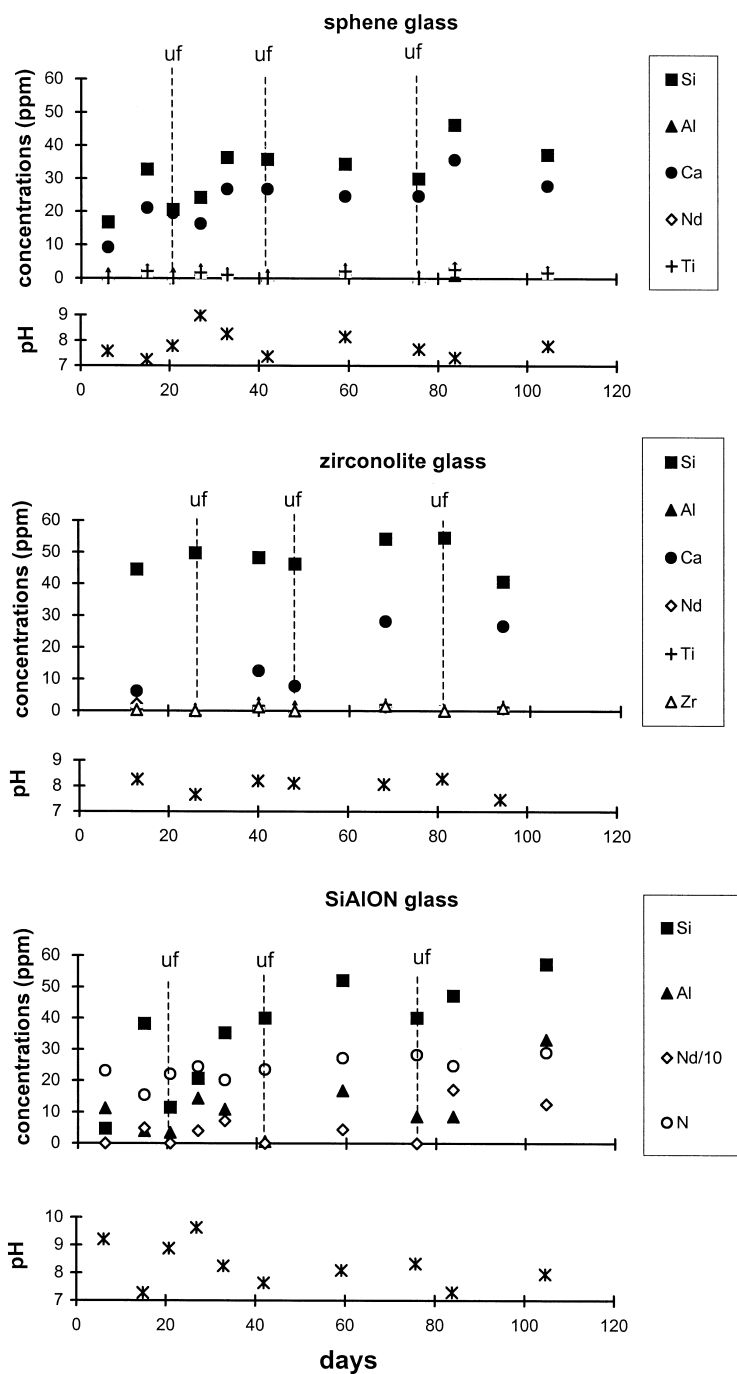 sphene glass
uf uf uf
concentrations (ppm)
60
50
40
30
20
10
0
Si
Al
Ca
Nd
Ti
pH
9
8
7
0 20 40 60 80 100 120
zirconolite glass
uf uf uf
concentrations (ppm)
60
50
40
30
20
10
0
Si
Al
Ca
Nd
Ti
Zr
pH
9
8
7
0 20 40 60 80 100 120
SiAlON glass
uf uf uf
concentrations (ppm)
60
50
40
30
20
10
0
Si
Al
Nd/10
N
pH
10
9
8
7
0 20 40 60 80 100 120
days